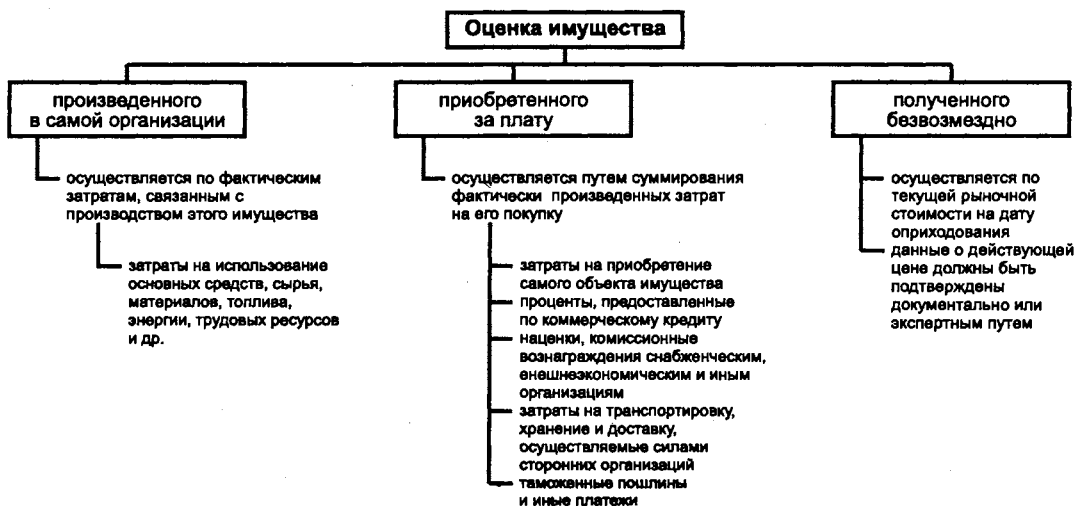 Оценка имущества
произведенного
в самой организации
осуществляется по фактическим
затратам, связанным с
производством этого имущества
затраты на использование
основных средств, сырья,
материалов, топлива,
энергии, трудовых ресурсов
и др.
приобретенного
за плату
осуществляется путем суммирования
фактически произведенных затрат
на его покупку
затраты на приобретение
самого объекта имущества
проценты, предоставленные
по коммерческому кредиту
наценки, комиссионные
вознаграждения снабженческим,
внешнеэкономическим и иным
организациям
затраты на транспортировку,
хранение и доставку,
осуществляемые силами
сторонних организаций
таможенные пошлины
и иные платежи
полученного
безвозмездно
осуществляется по
текущей рыночной
стоимости на дату
оприходования
данные о действующей
цене должны быть
подтверждены
документально или
экспертным путем